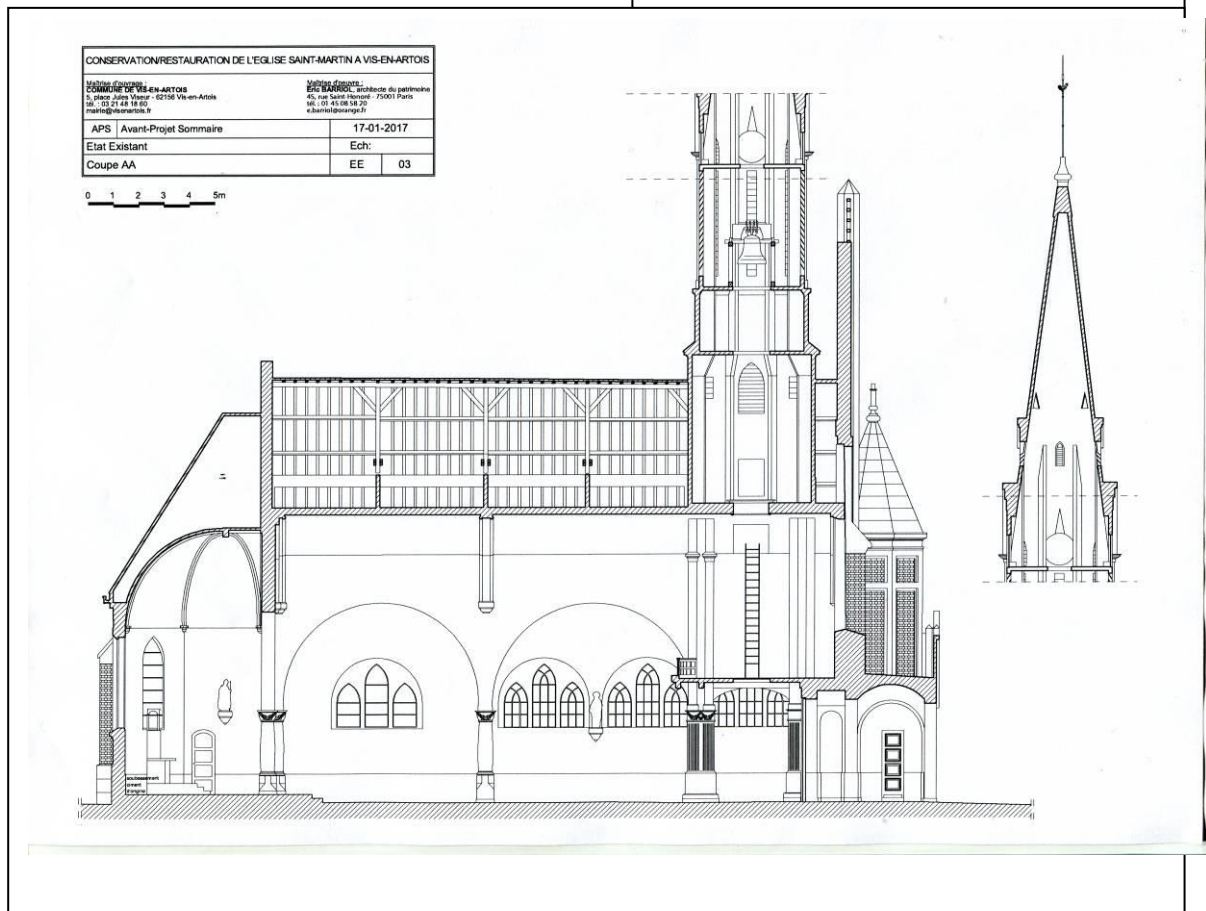 CONSERVATION/RESTAURATION DE L'EGLISE SAINT-MARTIN A VIS-EN-ARTOIS
Maîtrise d'ouvrage :
COMMUNE DE VIS-EN-ARTOIS
5, place Jules Viseur - 62156 Vis-en-Artois
tél. : 03 21 48 18 60
mairie@visenartois.fr
Maîtrise d'oeuvre :
Eric BARRIOL, architecte du patrimoine
45, rue Saint-Honoré - 75001 Paris
tél. : 01 45 08 58 20
e.barriol@orange.fr
APS Avant-Projet Sommaire 17-01-2017
Etat Existant Ech:
Coupe AA EE 03
0 1 2 3 4 5m
soubassement
ciment
d'origine